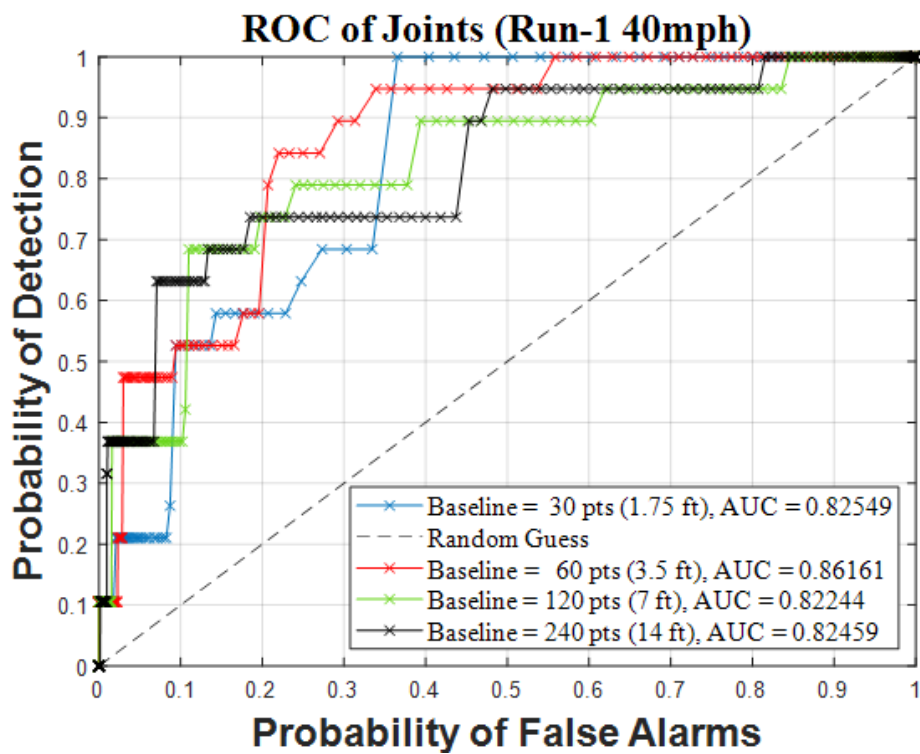 ROC of Joints (Run-1 40mph)
Probability of Detection
1
0.9
0.8
0.7
0.6
0.5
0.4
0.3
0.2
0.1
0
Baseline = 30 pts (1.75 ft), AUC = 0.82549
Random Guess
Baseline = 60 pts (3.5 ft), AUC = 0.86161
Baseline = 120 pts (7 ft), AUC = 0.82244
Baseline = 240 pts (14 ft), AUC = 0.82459
0 0.1 0.2 0.3 0.4 0.5 0.6 0.7 0.8 0.9 1
Probability of False Alarms